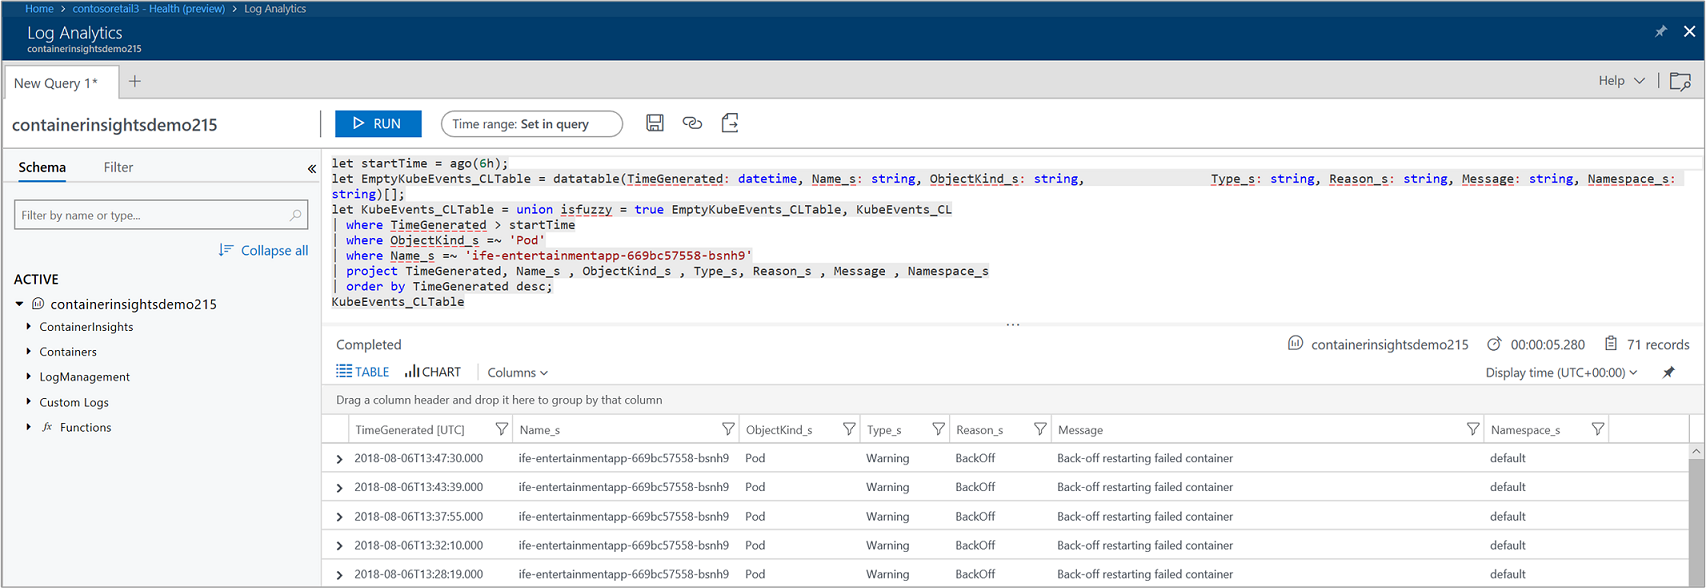 Home > contosoretail3 - Health (preview) > Log Analytics
Log Analytics
containerinsightsdemo215
New Query 1* +
Help
containerinsightsdemo215
RUN
Time range: Set in query
Schema Filter «
Filter by name or type...
Collapse all
ACTIVE
containerinsightsdemo215
ContainerInsights
Containers
LogManagement
Custom Logs
fx Functions
let startTime = ago(6h);
let EmptyKubeEvents_CLTable = datatable(TimeGenerated: datetime, Name_s: string, ObjectKind_s: string, Type_s: string, Reason_s: string, Message: string, Namespace_s:
string)[];
let KubeEvents_CLTable = union isfuzzy = true EmptyKubeEvents_CLTable, KubeEvents_CL
| where TimeGenerated > startTime
| where ObjectKind_s =~ 'Pod'
| where Name_s =~ 'ife-entertainmentapp-669bc57558-bsnh9'
| project TimeGenerated, Name_s , ObjectKind_s , Type_s, Reason_s , Message , Namespace_s
| order by TimeGenerated desc;
KubeEvents_CLTable
...
Completed containerinsightsdemo215 00:00:05.280 71 records
TABLE CHART Columns Display time (UTC+00:00)
Drag a column header and drop it here to group by that column
TimeGenerated [UTC] Name_s ObjectKind_s Type_s Reason_s Message Namespace_s
2018-08-06T13:47:30.000 ife-entertainmentapp-669bc57558-bsnh9 Pod Warning BackOff Back-off restarting failed container default
2018-08-06T13:43:39.000 ife-entertainmentapp-669bc57558-bsnh9 Pod Warning BackOff Back-off restarting failed container default
2018-08-06T13:37:55.000 ife-entertainmentapp-669bc57558-bsnh9 Pod Warning BackOff Back-off restarting failed container default
2018-08-06T13:32:10.000 ife-entertainmentapp-669bc57558-bsnh9 Pod Warning BackOff Back-off restarting failed container default
2018-08-06T13:28:19.000 ife-entertainmentapp-669bc57558-bsnh9 Pod Warning BackOff Back-off restarting failed container default